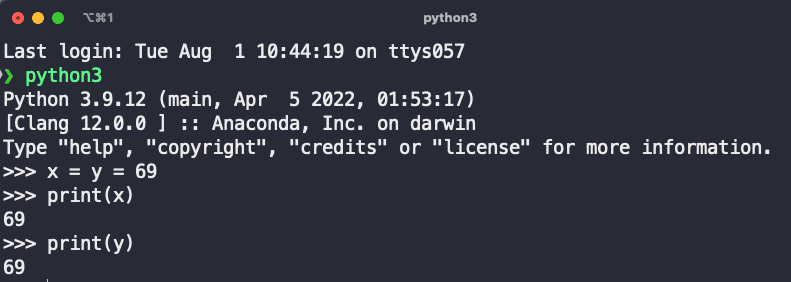 ⌥⌘1 python3
Last login: Tue Aug  1 10:44:19 on ttys057
❯ python3
Python 3.9.12 (main, Apr  5 2022, 01:53:17)
[Clang 12.0.0 ] :: Anaconda, Inc. on darwin
Type "help", "copyright", "credits" or "license" for more information.
>>> x = y = 69
>>> print(x)
69
>>> print(y)
69